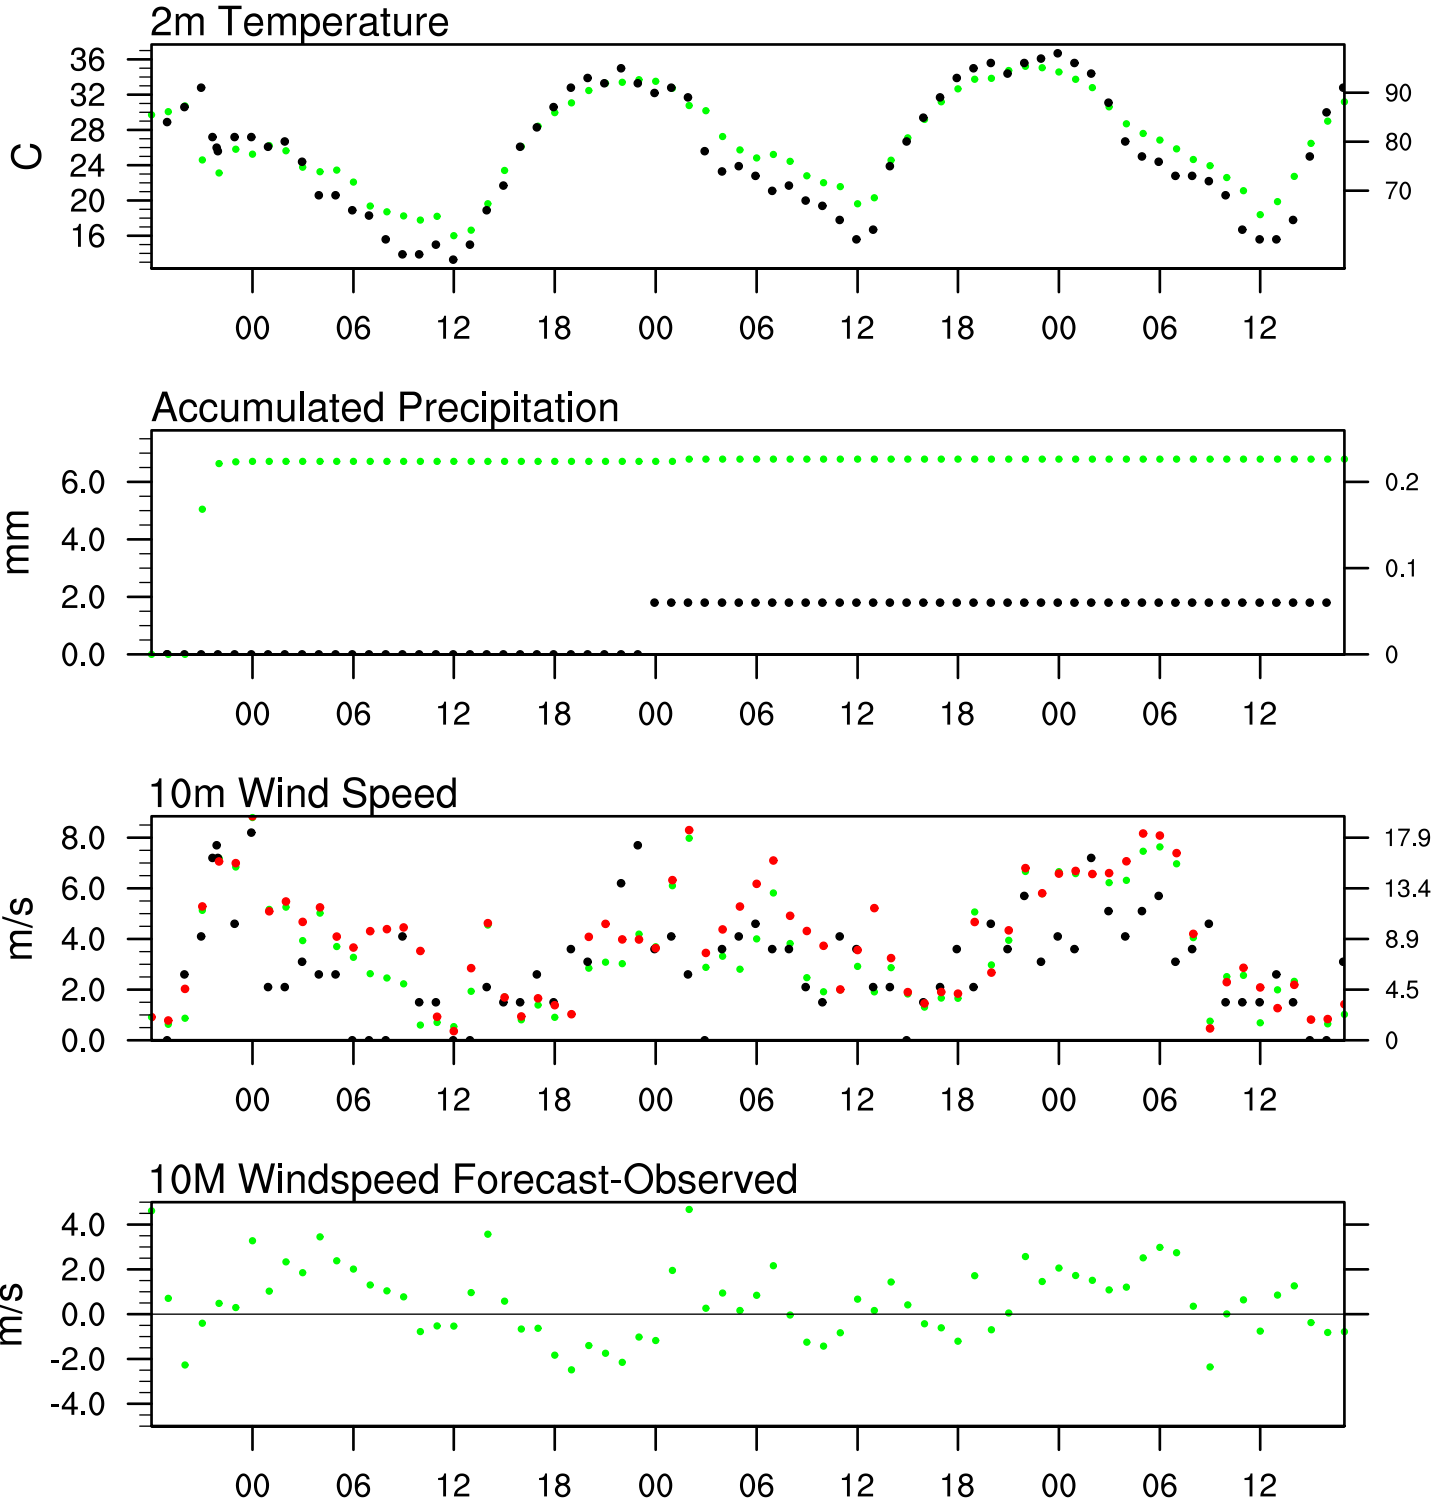 2m Temperature
36
32
28
24
20
16
C
90
80
70
00 06 12 18 00 06 12 18 00 06 12
Accumulated Precipitation
6.0
4.0
2.0
0.0
mm
0.2
0.1
0
00 06 12 18 00 06 12 18 00 06 12
10m Wind Speed
8.0
6.0
4.0
2.0
0.0
m/s
17.9
13.4
8.9
4.5
0
00 06 12 18 00 06 12 18 00 06 12
10M Windspeed Forecast-Observed
4.0
2.0
0.0
-2.0
-4.0
m/s
00 06 12 18 00 06 12 18 00 06 12